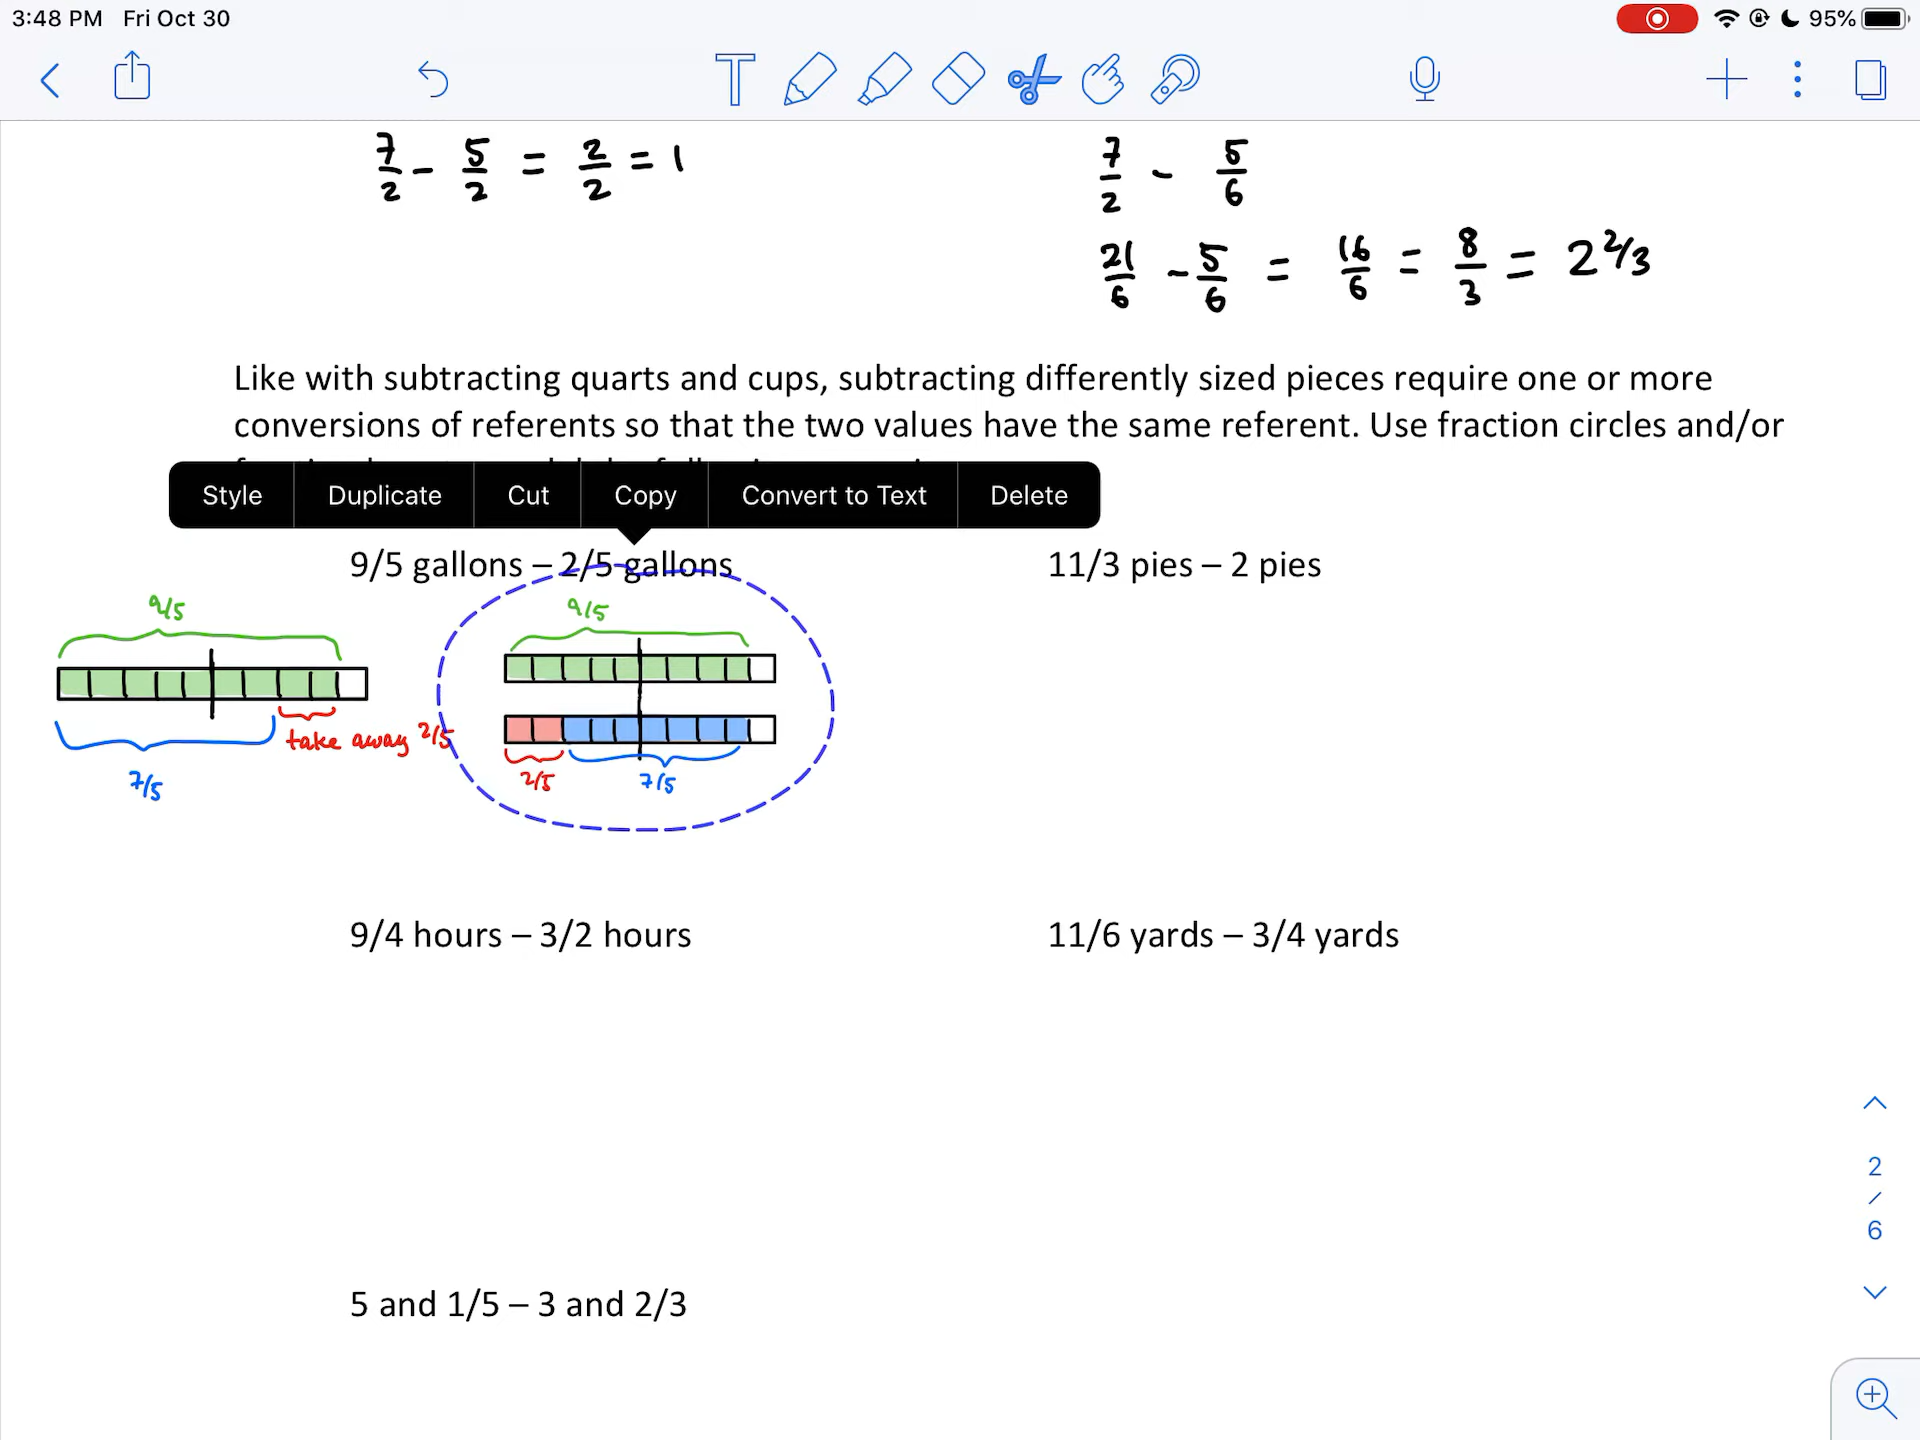 3:48 PM Fri Oct 30
95%
7/2 - 5/2 = 2/2 = 1
7/2 - 5/6
21/6 - 5/6 = 16/6 = 8/3 = 2 2/3
Like with subtracting quarts and cups, subtracting differently sized pieces require one or more
conversions of referents so that the two values have the same referent. Use fraction circles and/or
Style Duplicate Cut Copy Convert to Text Delete
9/5 gallons – 2/5 gallons
11/3 pies – 2 pies
9/5
take away 2/5
7/5
9/5
2/5
7/5
9/4 hours – 3/2 hours
11/6 yards – 3/4 yards
5 and 1/5 – 3 and 2/3
2
/
6